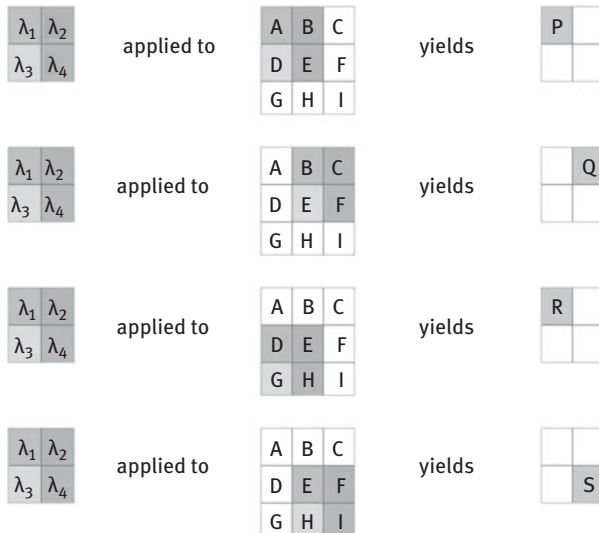 λ1 λ2 A B C P
applied to yields
λ3 λ4 D E F
G H I
λ1 λ2 A B C Q
applied to yields
λ3 λ4 D E F
G H I
λ1 λ2 A B C R
applied to yields
λ3 λ4 D E F
G H I
λ1 λ2 A B C
applied to yields
λ3 λ4 D E F S
G H I